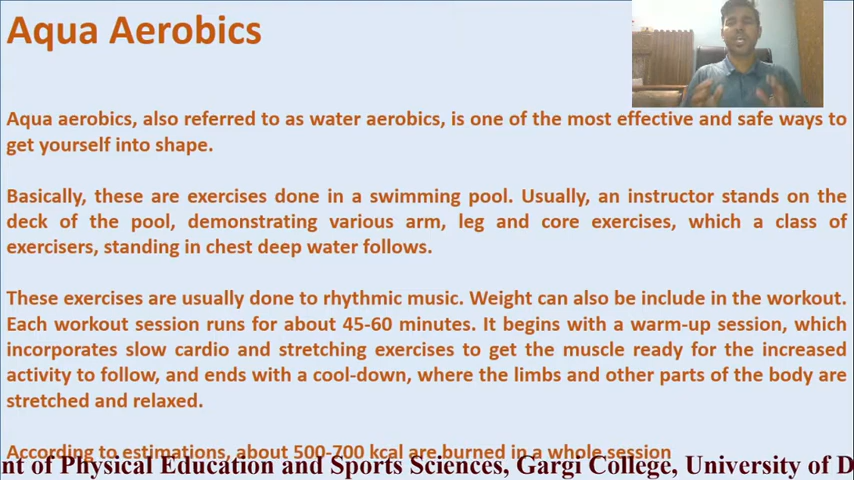 Aqua Aerobics
Aqua aerobics, also referred to as water aerobics, is one of the most effective and safe ways to
get yourself into shape.
Basically, these are exercises done in a swimming pool. Usually, an instructor stands on the
deck of the pool, demonstrating various arm, leg and core exercises, which a class of
exercisers, standing in chest deep water follows.
These exercises are usually done to rhythmic music. Weight can also be include in the workout.
Each workout session runs for about 45-60 minutes. It begins with a warm-up session, which
incorporates slow cardio and stretching exercises to get the muscle ready for the increased
activity to follow, and ends with a cool-down, where the limbs and other parts of the body are
stretched and relaxed.
According to estimations, about 500-700 kcal are burned in a whole session
nt of Physical Education and Sports Sciences, Gargi College, University of D